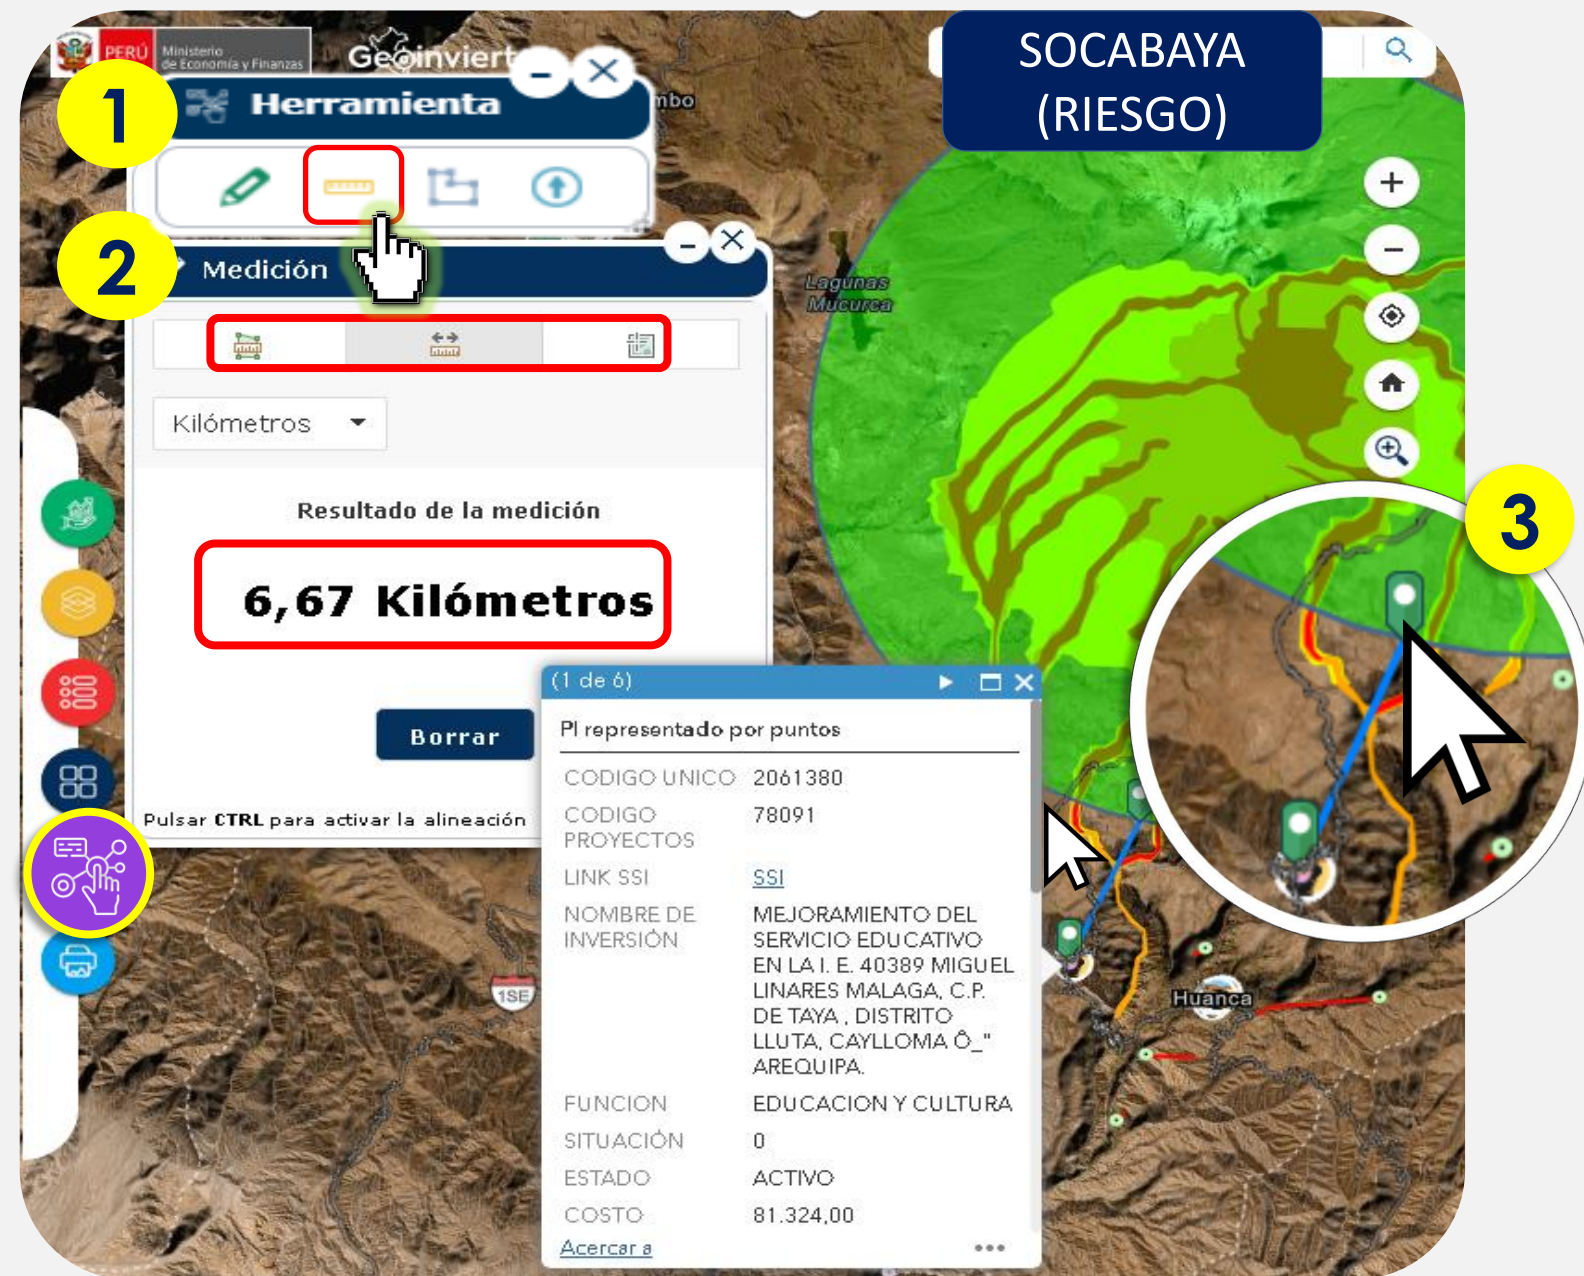 PERÚ
Ministerio
de Economía y Finanzas
Geoinviert
SOCABAYA
(RIESGO)
1
Herramienta
mbo
2
Medición
Lagunas
Mucurca
Kilómetros
Resultado de la medición
3
6,67 Kilómetros
Borrar
Pulsar CTRL para activar la alineación
(1 de 6)
PI representado por puntos
CODIGO UNICO 2061380
CODIGO PROYECTOS 78091
LINK SSI SSI
NOMBRE DE INVERSIÓN MEJORAMIENTO DEL
SERVICIO EDUCATIVO
EN LA I. E. 40389 MIGUEL
LINARES MALAGA, C.P.
DE TAYA , DISTRITO
LLUTA, CAYLLOMA Ô_"
AREQUIPA.
FUNCION EDUCACION Y CULTURA
SITUACIÓN 0
ESTADO ACTIVO
COSTO 81.324,00
Acercar a
1SE
Huanca